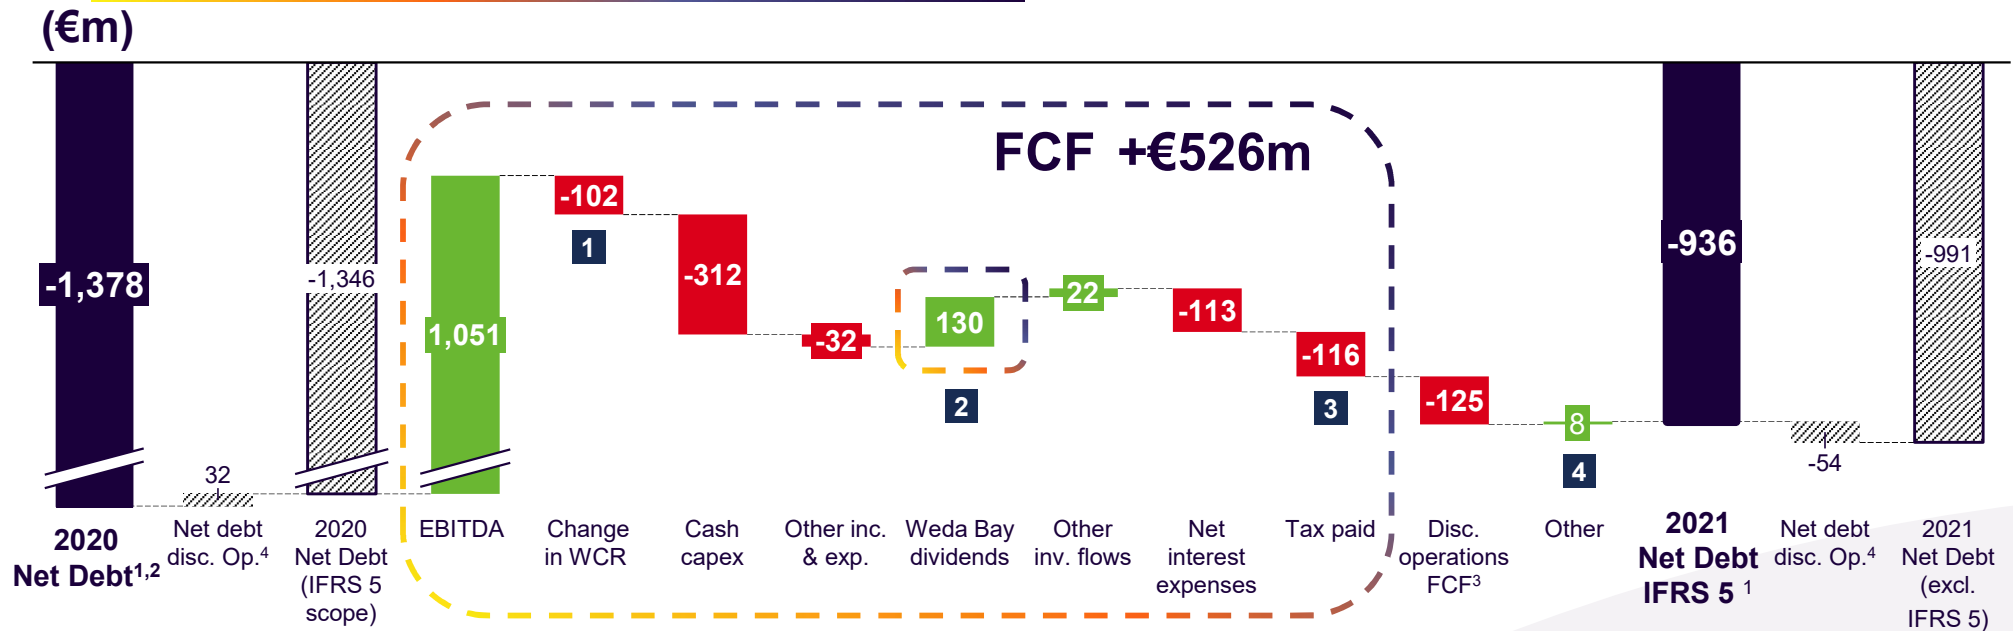 (€m)
FCF +€526m
-1,378
32
-1,346
1,051
-102
1
-312
-32
130
2
22
-113
-116
3
-125
8
4
-936
-54
-991
2020
Net Debt1,2
Net debt
disc. Op.4
2020
Net Debt
(IFRS 5
scope)
EBITDA
Change
in WCR
Cash
capex
Other inc.
& exp.
Weda Bay
dividends
Other
inv. flows
Net
interest
expenses
Tax paid
Disc.
operations
FCF3
Other
2021
Net Debt
IFRS 5 1
Net debt
disc. Op.4
2021
Net Debt
(excl.
IFRS 5)